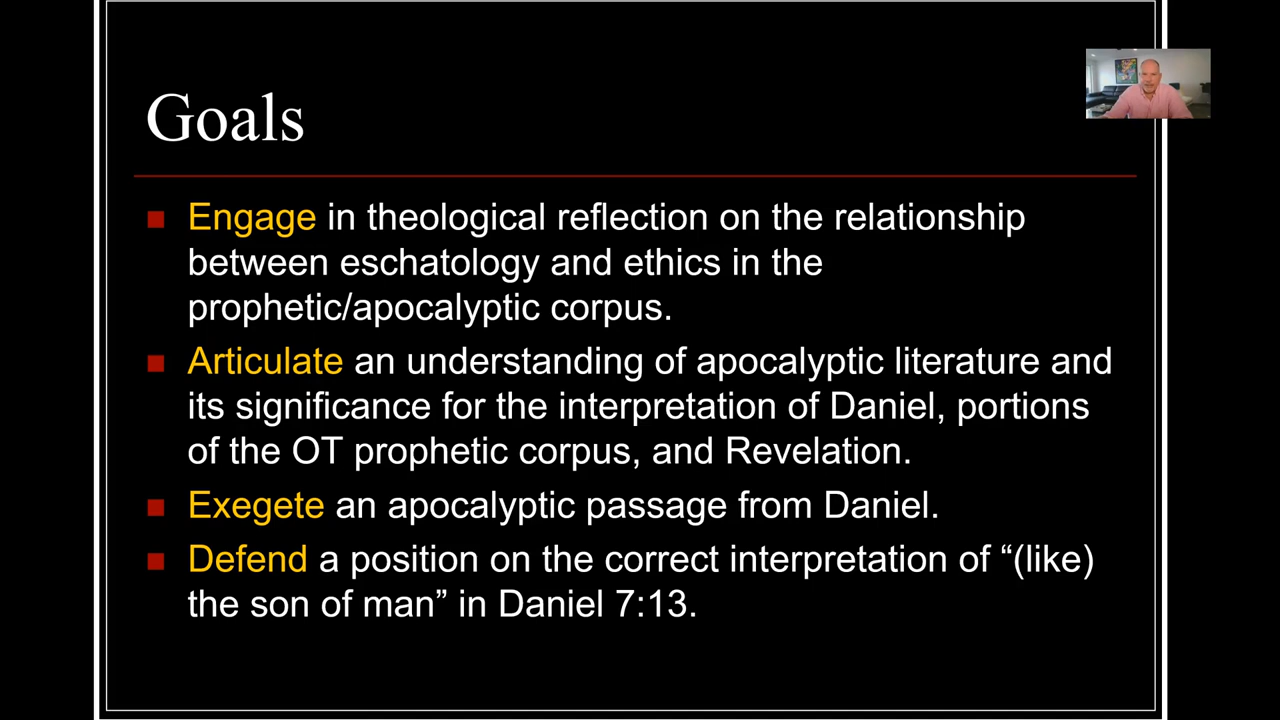 Goals
Engage in theological reflection on the relationship
between eschatology and ethics in the
prophetic/apocalyptic corpus.
Articulate an understanding of apocalyptic literature and
its significance for the interpretation of Daniel, portions
of the OT prophetic corpus, and Revelation.
Exegete an apocalyptic passage from Daniel.
Defend a position on the correct interpretation of “(like)
the son of man” in Daniel 7:13.